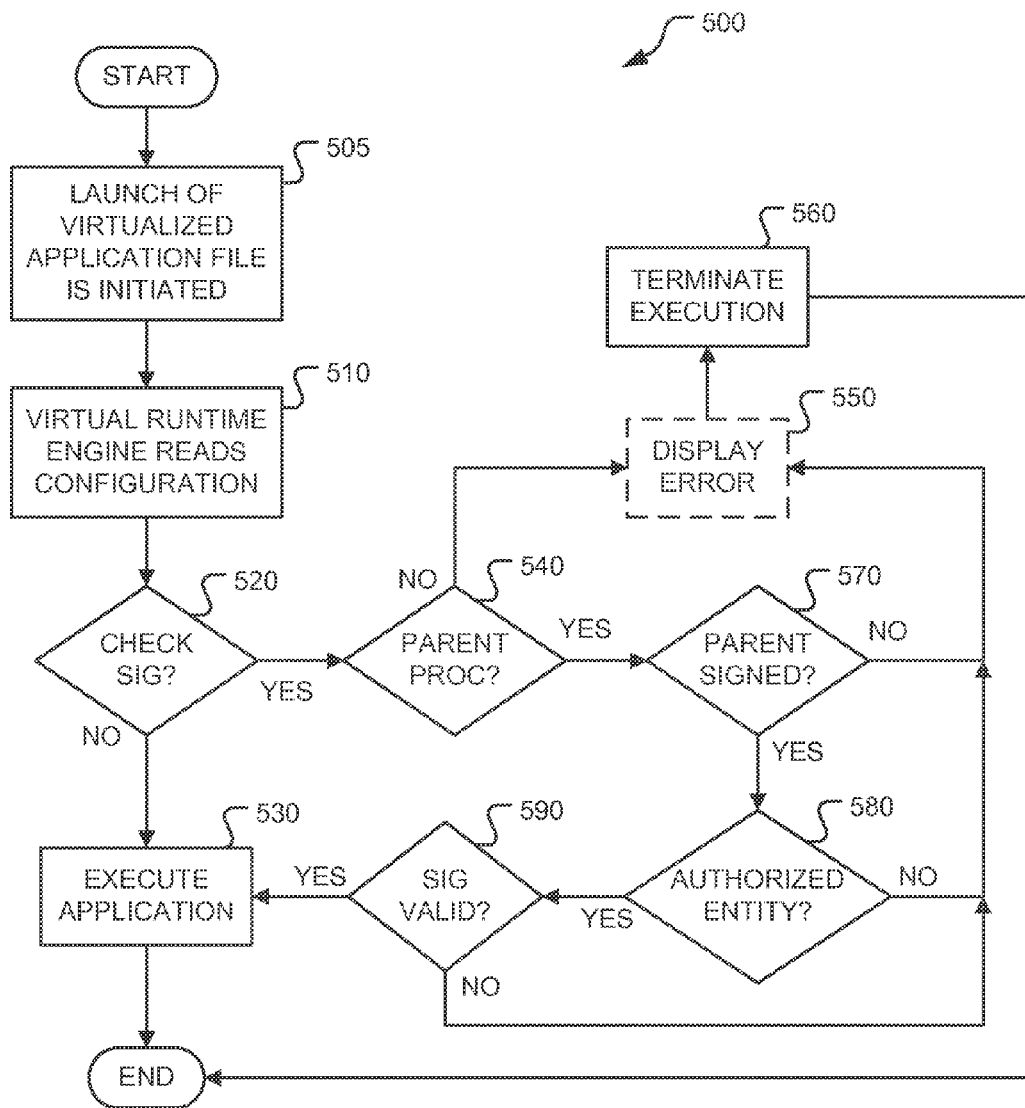 500
START
505
LAUNCH OF
VIRTUALIZED
APPLICATION FILE
IS INITIATED
560
TERMINATE
EXECUTION
510
VIRTUAL RUNTIME
ENGINE READS
CONFIGURATION
550
DISPLAY
ERROR
520
CHECK
SIG?
YES
NO
540
PARENT
PROC?
NO
YES
570
PARENT
SIGNED?
NO
YES
530
EXECUTE
APPLICATION
590
SIG
VALID?
YES
NO
580
AUTHORIZED
ENTITY?
YES
NO
END